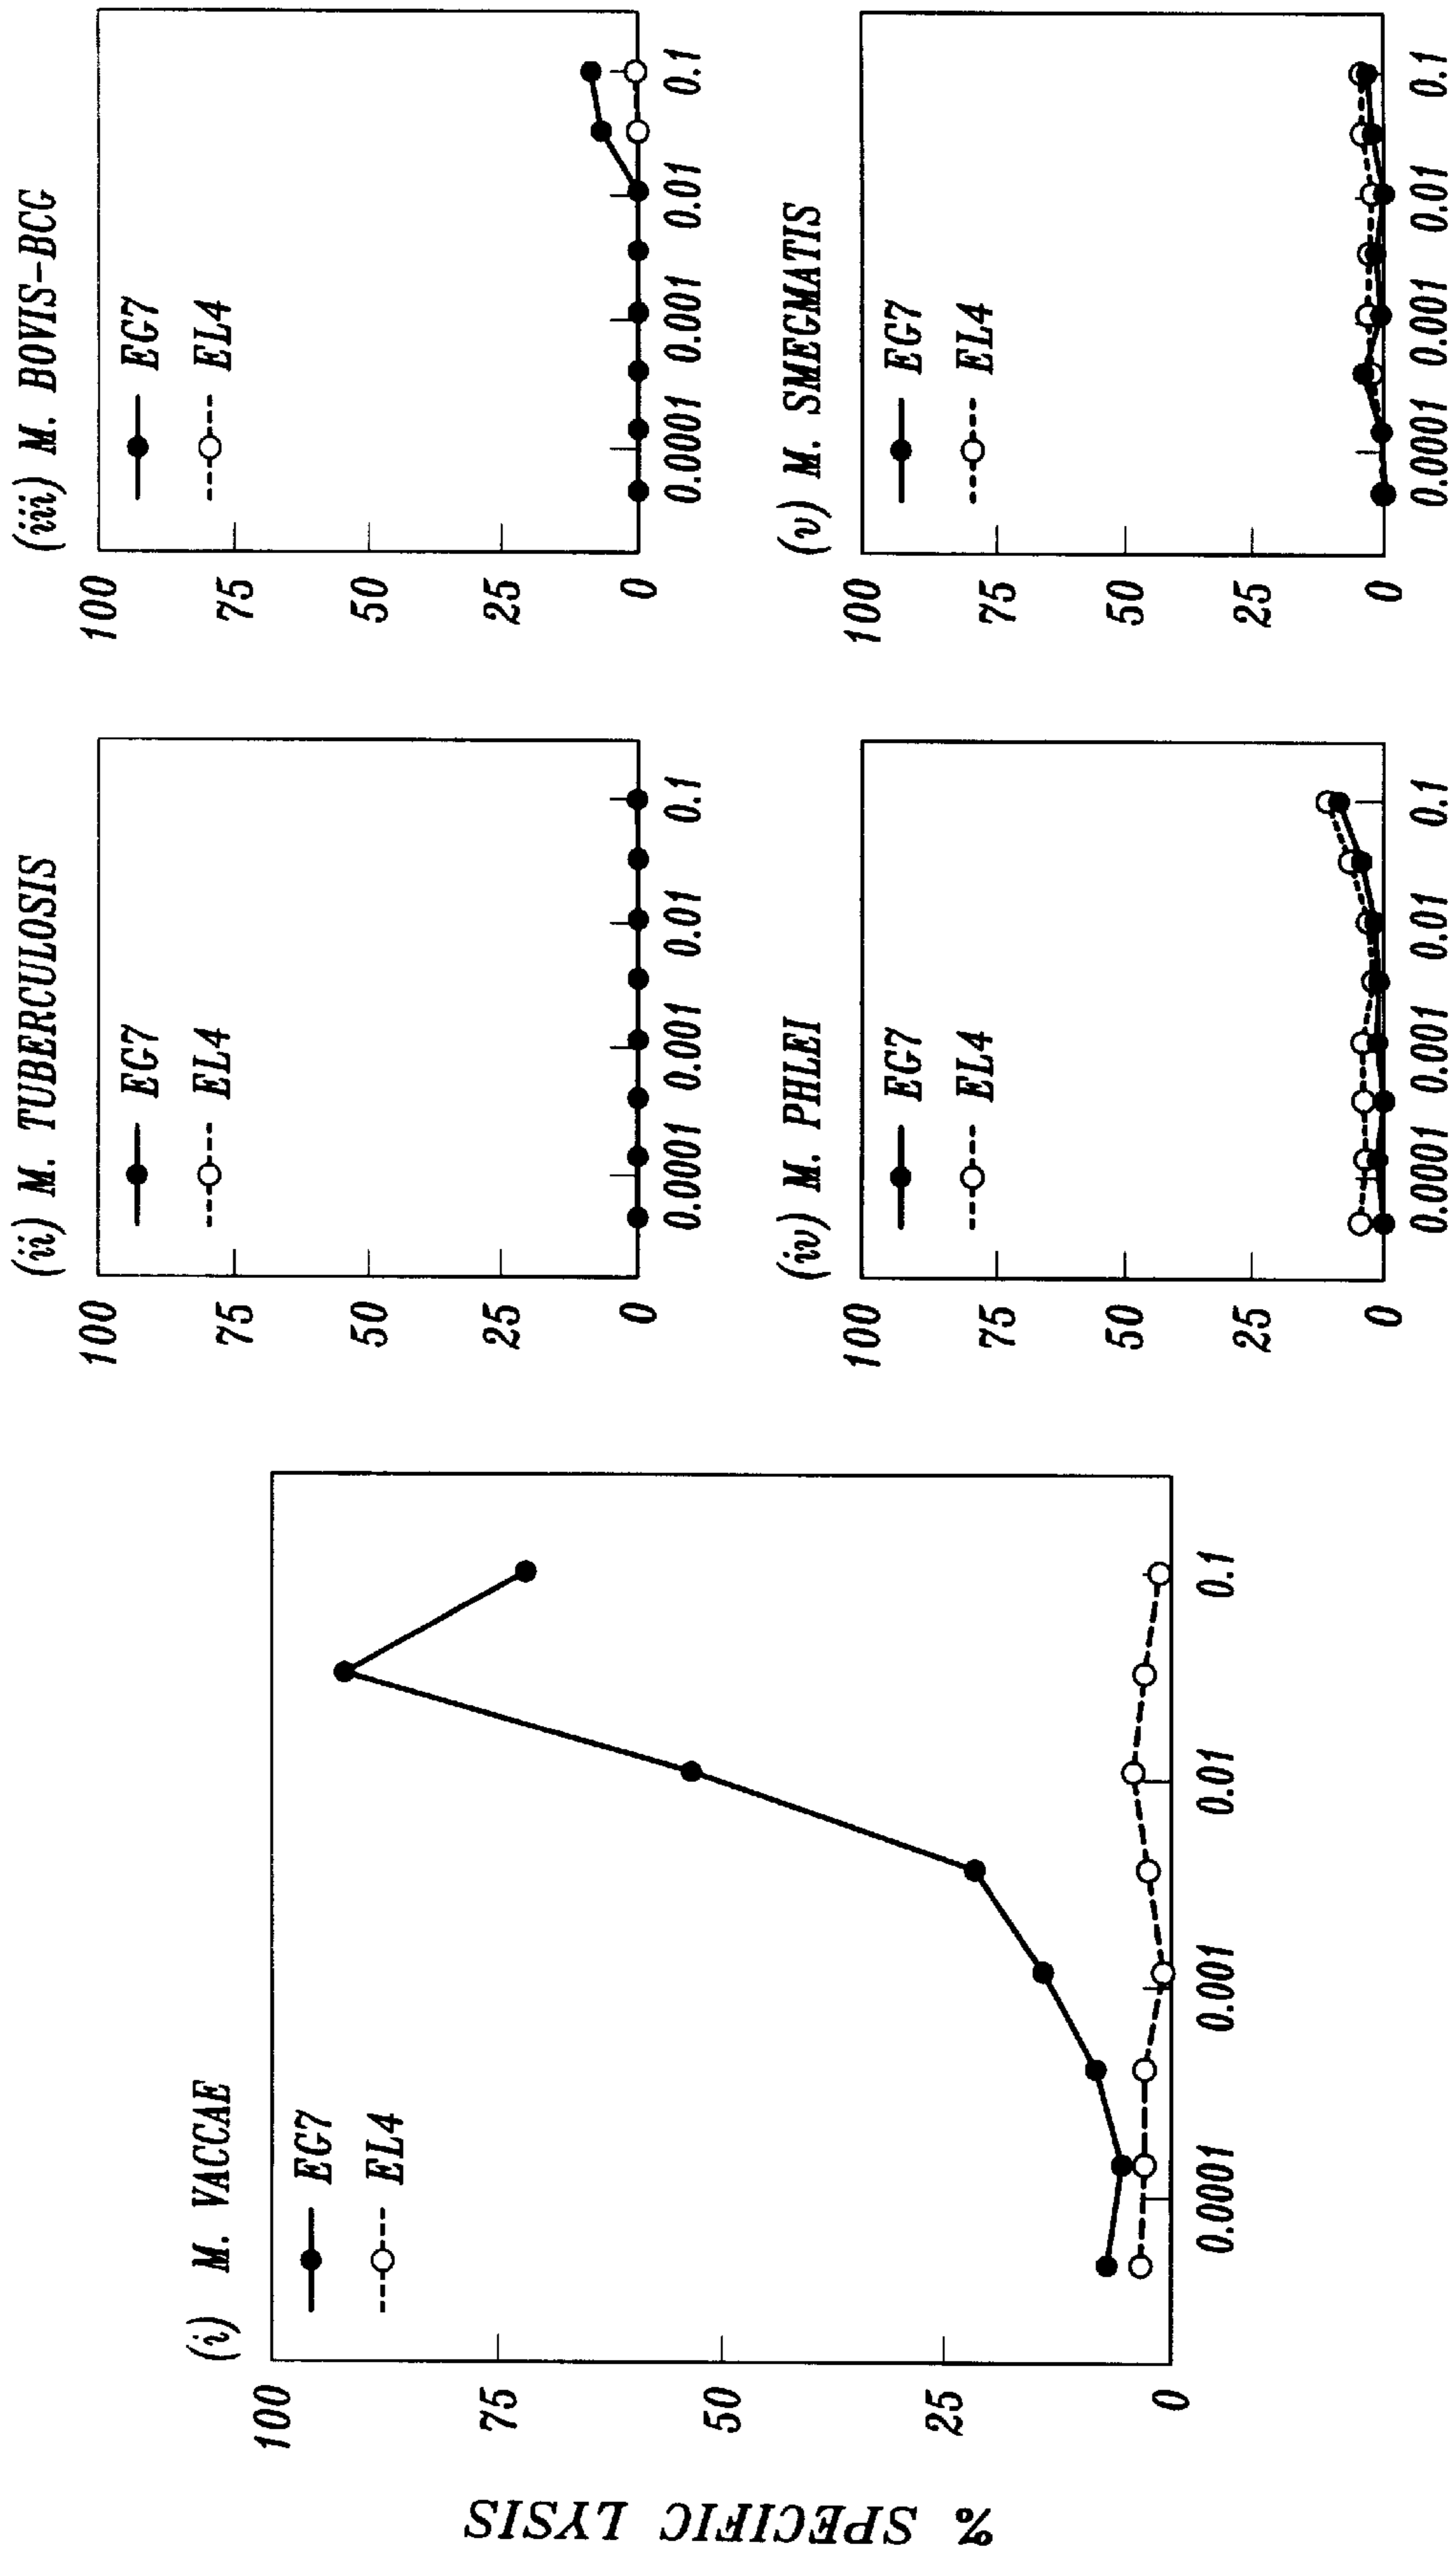 % SPECIFIC LYSIS
(i) M. VACCAE
EG7
EL4
100
75
50
25
0
0.0001
0.001
0.01
0.1
(ii) M. TUBERCULOSIS
EG7
EL4
100
75
50
25
0
0.0001
0.001
0.01
0.1
(iii) M. BOVIS-BCG
EG7
EL4
100
75
50
25
0
0.0001
0.001
0.01
0.1
(iv) M. PHLEI
EG7
EL4
100
75
50
25
0
0.0001
0.001
0.01
0.1
(v) M. SMEGMATIS
EG7
EL4
100
75
50
25
0
0.0001
0.001
0.01
0.1